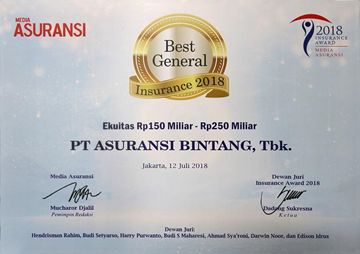 MEDIA
ASURANSI
2018
INSURANCE
AWARD
MEDIA
ASURANSI
Best
General
Insurance 2018
Ekuitas Rp150 Miliar - Rp250 Miliar
PT ASURANSI BINTANG, Tbk.
Jakarta, 12 Juli 2018
Media Asuransi
Mucharor Djalil
Pemimpin Redaksi
Dewan Juri
Insurance Award 2018
Dadang Sukresna
Ketua
Dewan Juri:
Hendrisman Rahim, Budi Setyarso, Harry Purwanto, Budi S Maharesi, Ahmad Sya'roni, Darwin Noor, dan Edison Idrus